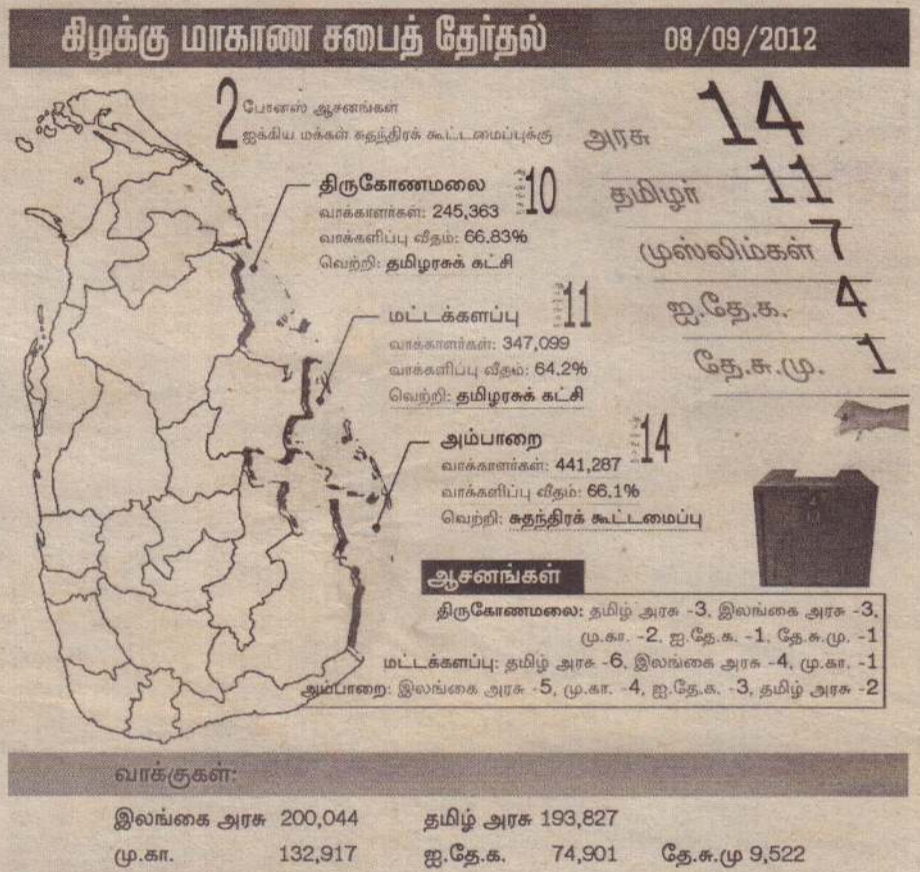 கிழக்கு மாகாண சபைத் தேர்தல் 08/09/2012
2 போனஸ் ஆசனங்கள்
ஐக்கிய மக்கள் சுதந்திரக் கூட்டமைப்புக்கு
அரசு 14
தமிழர் 11
முஸ்லிம்கள் 7
ஐ.தே.க. 4
தே.சு.மு. 1
திருகோணமலை 10
வாக்காளர்கள்: 245,363
வாக்களிப்பு வீதம்: 66.83%
வெற்றி: தமிழரசுக் கட்சி
மட்டக்களப்பு 11
வாக்காளர்கள்: 347,099
வாக்களிப்பு வீதம்: 64.2%
வெற்றி: தமிழரசுக் கட்சி
அம்பாறை 14
வாக்காளர்கள்: 441,287
வாக்களிப்பு வீதம்: 66.1%
வெற்றி: சுதந்திரக் கூட்டமைப்பு
ஆசனங்கள்
திருகோணமலை: தமிழ் அரசு -3, இலங்கை அரசு -3,
மு.கா. -2, ஐ.தே.க. -1, தே.சு.மு. -1
மட்டக்களப்பு: தமிழ் அரசு -6, இலங்கை அரசு -4, மு.கா. -1
அம்பாறை: இலங்கை அரசு -5, மு.கா. -4, ஐ.தே.க. -3, தமிழ் அரசு -2
வாக்குகள்:
இலங்கை அரசு 200,044 தமிழ் அரசு 193,827
மு.கா. 132,917 ஐ.தே.க. 74,901 தே.சு.மு 9,522